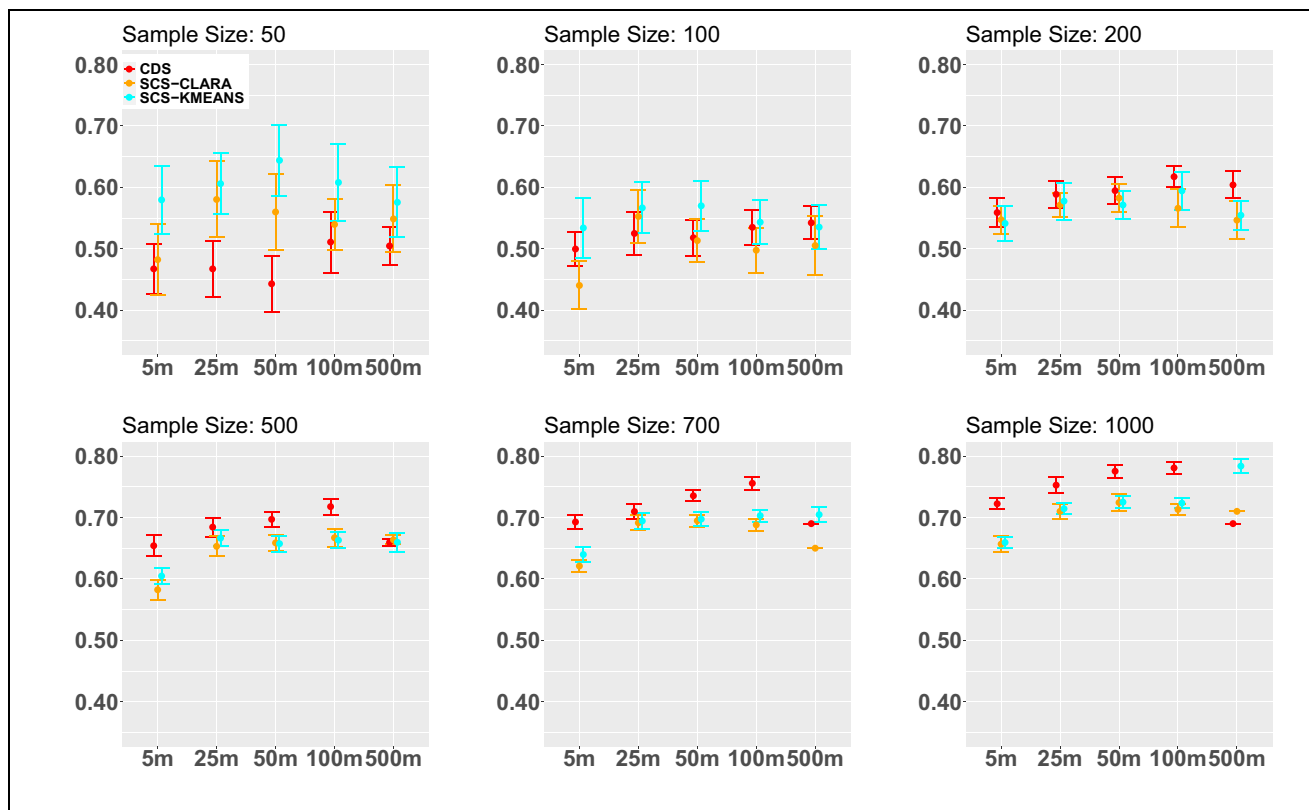 Sample Size: 50
Sample Size: 100
Sample Size: 200
0.80
0.70
0.60
0.50
0.40
CDS
SCS-CLARA
SCS-KMEANS
5m 25m 50m 100m 500m
0.80
0.70
0.60
0.50
0.40
5m 25m 50m 100m 500m
0.80
0.70
0.60
0.50
0.40
5m 25m 50m 100m 500m
Sample Size: 500
Sample Size: 700
Sample Size: 1000
0.80
0.70
0.60
0.50
0.40
5m 25m 50m 100m 500m
0.80
0.70
0.60
0.50
0.40
5m 25m 50m 100m 500m
0.80
0.70
0.60
0.50
0.40
5m 25m 50m 100m 500m